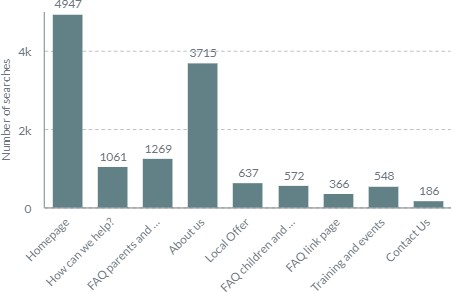 4947
4k
3715
Number of searches
2k
1061
1269
637
572
366
548
186
0
Homepage
How can we help?
FAQ parents and ...
About us
Local Offer
FAQ children and ...
FAQ link page
Training and events
Contact Us